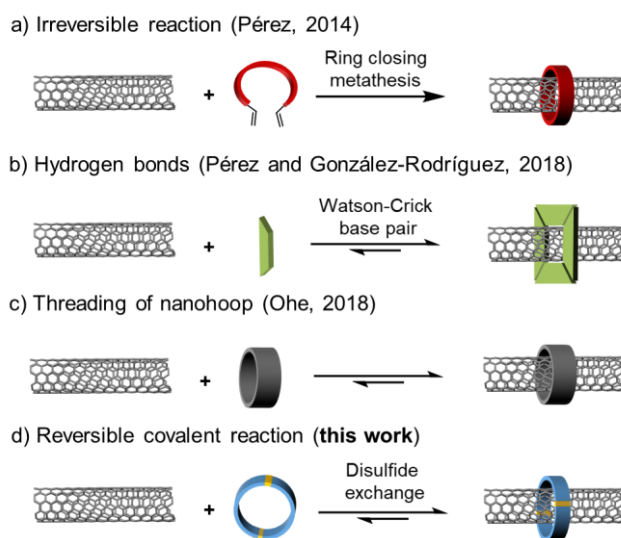 a) Irreversible reaction (Pérez, 2014)
+
Ring closing
metathesis
b) Hydrogen bonds (Pérez and González-Rodríguez, 2018)
+
Watson-Crick
base pair
c) Threading of nanohoop (Ohe, 2018)
+
d) Reversible covalent reaction (this work)
+
Disulfide
exchange